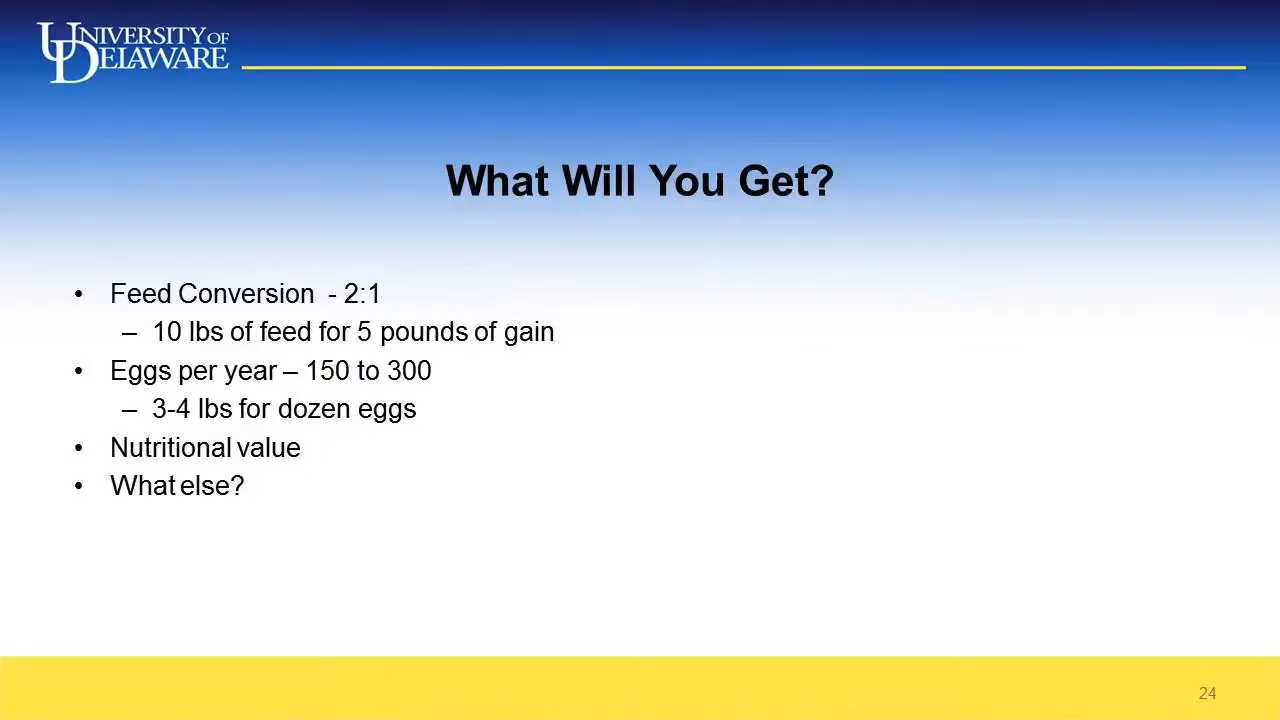 UNIVERSITY OF
DELAWARE
What Will You Get?
• Feed Conversion - 2:1
– 10 lbs of feed for 5 pounds of gain
• Eggs per year – 150 to 300
– 3-4 lbs for dozen eggs
• Nutritional value
• What else?
24